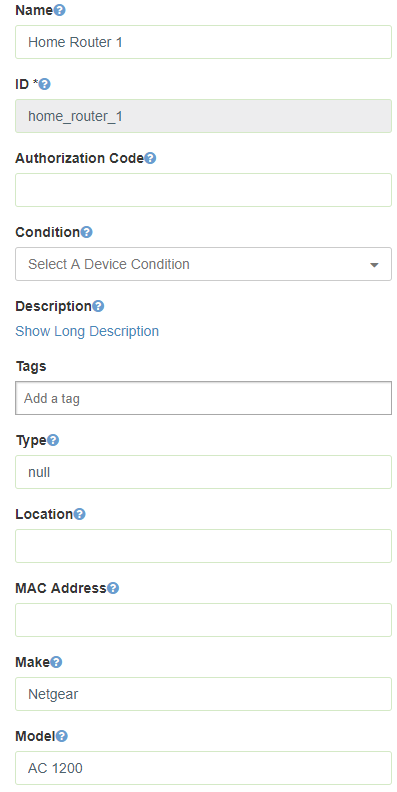 Name
Home Router 1
ID *
home_router_1
Authorization Code
Condition
Select A Device Condition
Description
Show Long Description
Tags
Add a tag
Type
null
Location
MAC Address
Make
Netgear
Model
AC 1200